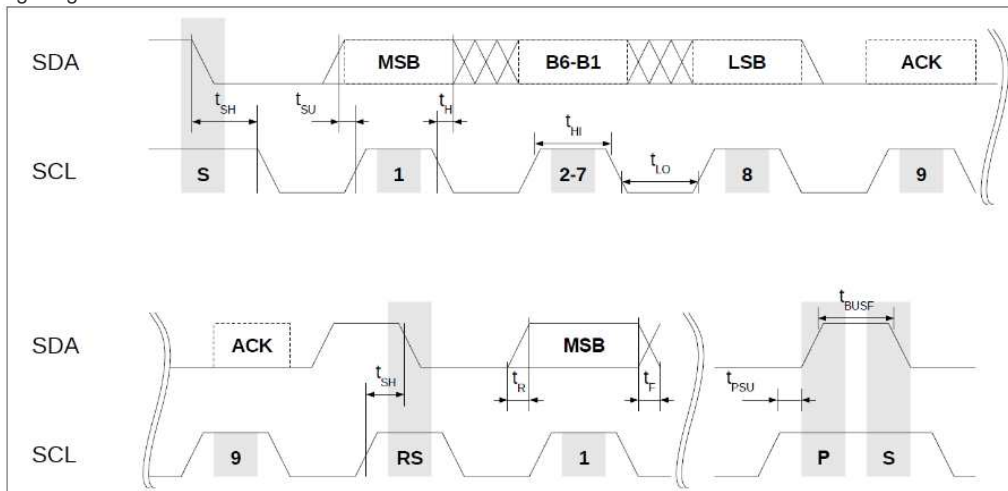 SDA MSB B6-B1 LSB ACK
tSH tSU tH tHI
tLO
SCL S 1 2-7 8 9
tBUSF
SDA ACK MSB
tSH tR tF tPSU
SCL 9 RS 1 P S